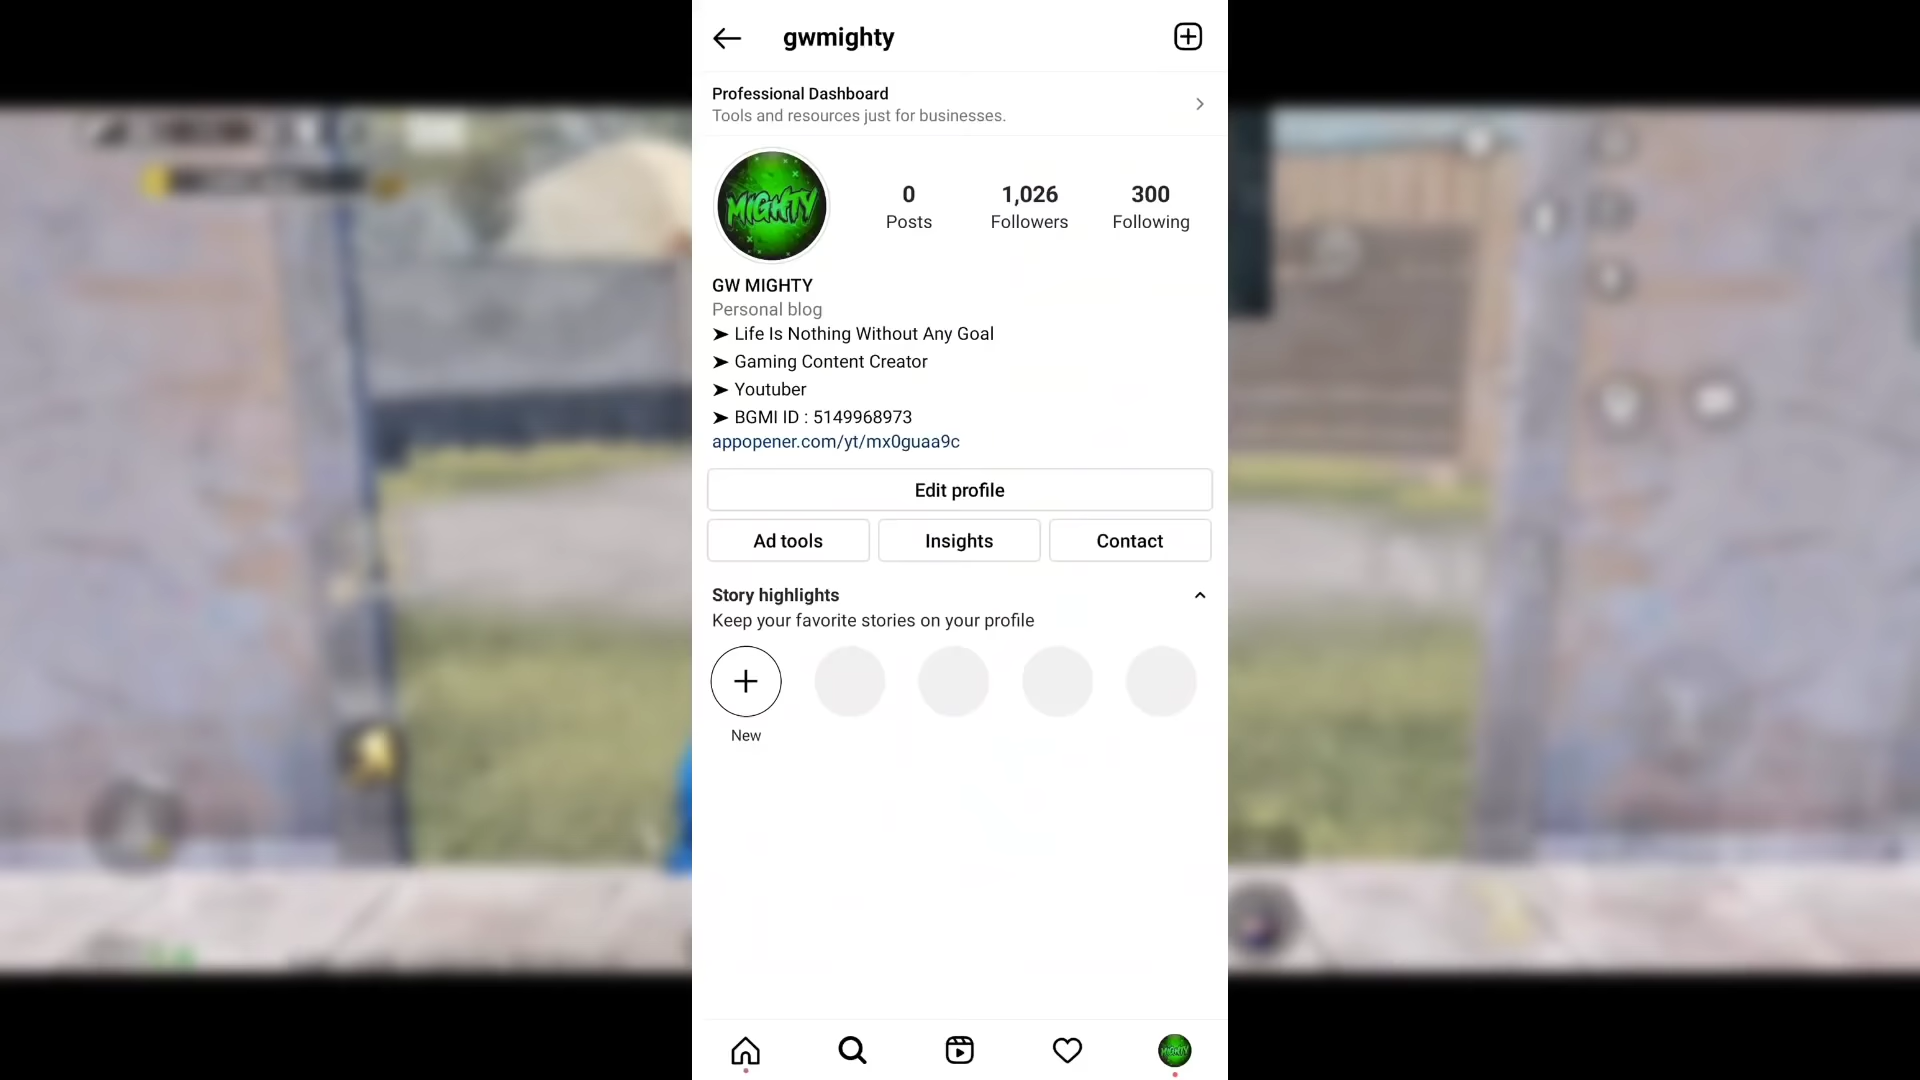 gwmighty
Professional Dashboard
Tools and resources just for businesses.
MIGHTY
0
Posts
1,026
Followers
300
Following
GW MIGHTY
Personal blog
➤ Life Is Nothing Without Any Goal
➤ Gaming Content Creator
➤ Youtuber
➤ BGMI ID : 5149968973
appopener.com/yt/mx0guaa9c
Edit profile
Ad tools
Insights
Contact
Story highlights
Keep your favorite stories on your profile
New
MIGHTY